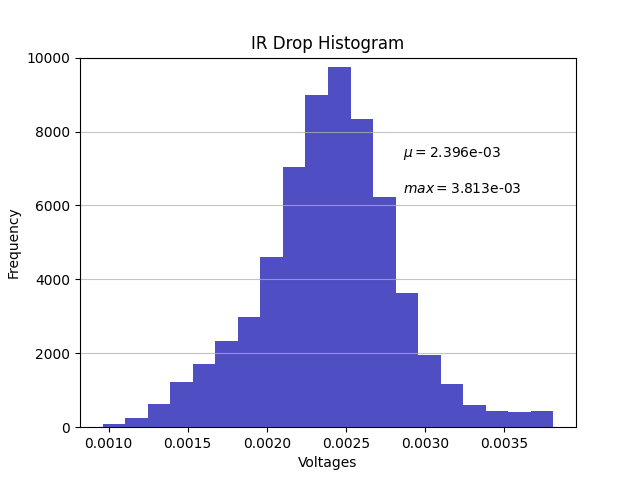 IR Drop Histogram
10000
8000
6000
4000
2000
0
Frequency
μ = 2.396e-03
max = 3.813e-03
0.0010 0.0015 0.0020 0.0025 0.0030 0.0035
Voltages